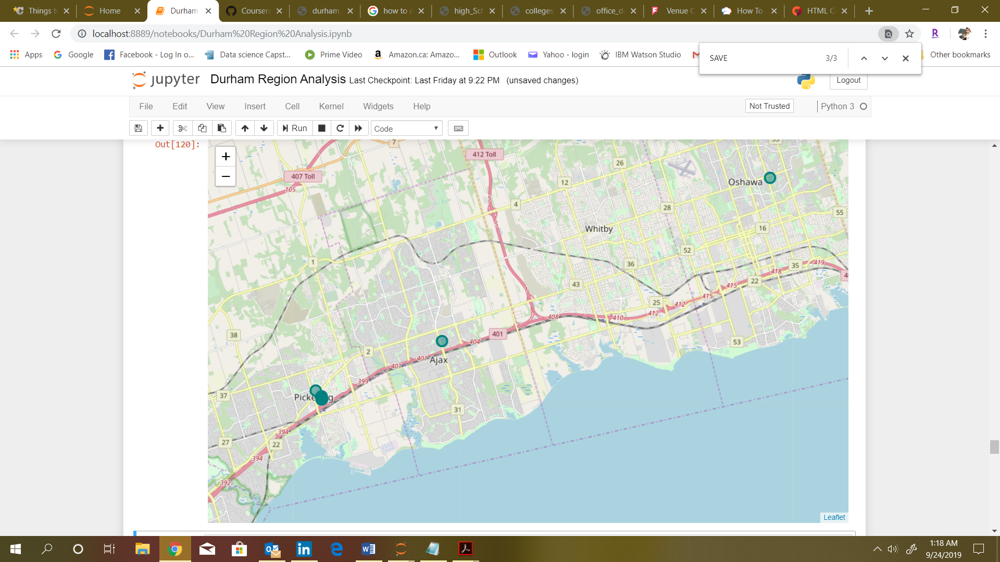 Things to
Home
Durham
Coursera
durham_
how to c
high_Sch
colleges
office_d
Venue C
How To
HTML C
localhost:8889/notebooks/Durham%20Region%20Analysis.ipynb
R
Apps
Google
Facebook - Log In o...
Data science Capst...
Prime Video
Amazon.ca: Amazo...
Outlook
Yahoo - login
IBM Watson Studio
Other bookmarks
SAVE
3/3
jupyter
Durham Region Analysis
Last Checkpoint: Last Friday at 9:22 PM
(unsaved changes)
Logout
File
Edit
View
Insert
Cell
Kernel
Widgets
Help
Not Trusted
Python 3
Run
Code
Out[120]:
+
−
7
412 Toll
407 Toll
105
26
12
Oshawa
5
4
28
55
5
Whitby
16
52
1
36
35
419
418
22
43
415
1
415
25
412
412
408
410
38
401
404
53
2
Ajax
401
401
399
37
Picke g
31
394
27
22
394
392
Leaflet
1:18 AM
9/24/2019